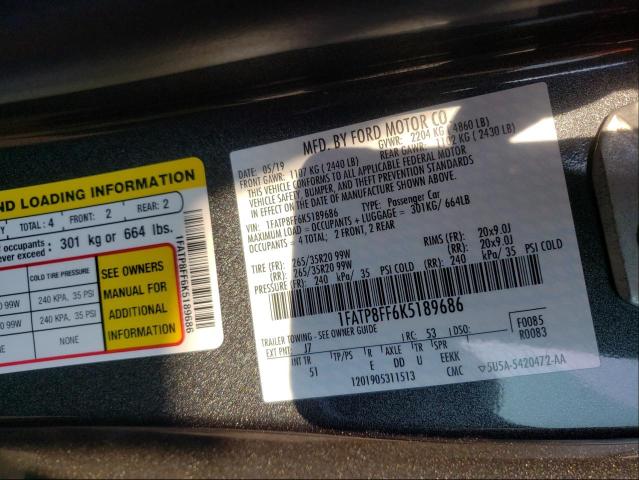 ND LOADING INFORMATION
Y TOTAL: 4 FRONT: 2 REAR: 2
f occupants
ever exceed: 301 kg or 664 lbs.
COLD TIRE PRESSURE
SEE OWNERS
MANUAL FOR
ADDITIONAL
INFORMATION
0 99W 240 KPA, 35 PSI
0 99W 240 KPA, 35 PSI
NE NONE
1FATP8FF6K5189686
MFD. BY FORD MOTOR CO.
DATE: 05/19 GVWR: 2204 KG ( 4860 LB)
FRONT GAWR: 1107 KG ( 2440 LB) REAR GAWR: 1102 KG ( 2430 LB)
THIS VEHICLE CONFORMS TO ALL APPLICABLE FEDERAL MOTOR
VEHICLE SAFETY, BUMPER, AND THEFT PREVENTION STANDARDS
IN EFFECT ON THE DATE OF MANUFACTURE SHOWN ABOVE.
VIN: 1FATP8FF6K5189686 TYPE: Passenger Car
MAXIMUM LOAD = OCCUPANTS + LUGGAGE = 301KG/ 664LB
OCCUPANTS = 4 TOTAL; 2 FRONT, 2 REAR
TIRE (FR): 265/35R20 99W RIMS (FR): 20x9.0J
(RR): 265/35R20 99W (RR): 20x9.0J
PRESSURE (FR): 240 kPa/ 35 PSI COLD (RR): 240 kPa/ 35 PSI COLD
1FATP8FF6K5189686
TRAILER TOWING - SEE OWNER GUIDE
EXT PNT: J7 RC: 53 DSO: F0085
INT TR TP/PS R AXLE TR SPR R0083
51 E DD U EEKK
1201905311513 CMC ▽5U5A-5420472-AA